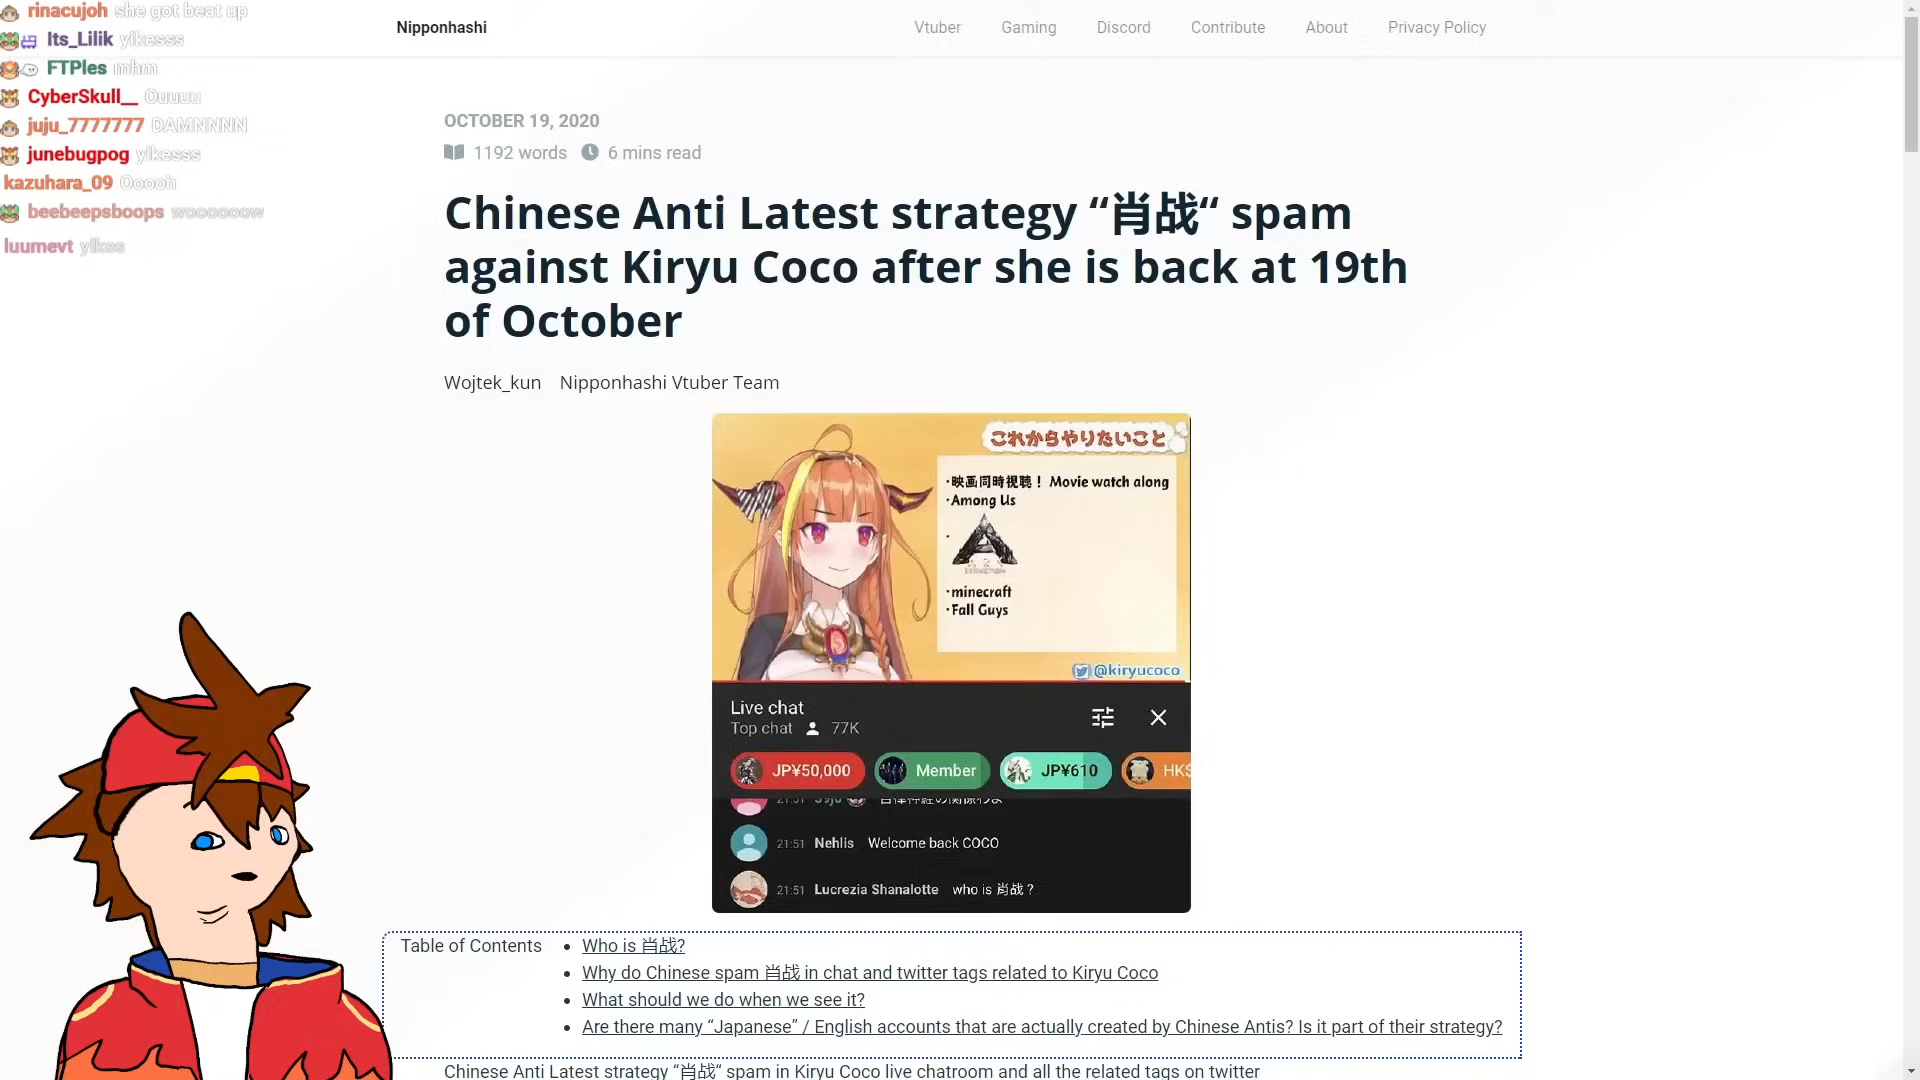 rinacujoh she got beat up
Its_Lilik yikesss
FTPles mhm
CyberSkull__ Ouuuu
juju_7777777 DAMNNNN
junebugpog yikesss
kazuhara_09 Ooooh
beebeepsboops woooooow
luumevt yikes
Nipponhashi
Vtuber Gaming Discord Contribute About Privacy Policy
OCTOBER 19, 2020
1192 words 6 mins read
Chinese Anti Latest strategy “肖战“ spam
against Kiryu Coco after she is back at 19th
of October
Wojtek_kun Nipponhashi Vtuber Team
これからやりたいこと
・映画同時視聴！ Movie watch along
・Among Us
・
・minecraft
・Fall Guys
@kiryucoco
Live chat
Top chat 77K
JP¥50,000 Member JP¥610 HK$
21:51 Nehlis Welcome back COCO
21:51 Lucrezia Shanalotte who is 肖战？
Table of Contents
• Who is 肖战?
• Why do Chinese spam 肖战 in chat and twitter tags related to Kiryu Coco
• What should we do when we see it?
• Are there many “Japanese” / English accounts that are actually created by Chinese Antis? Is it part of their strategy?
Chinese Anti Latest strategy “肖战“ spam in Kiryu Coco live chatroom and all the related tags on twitter